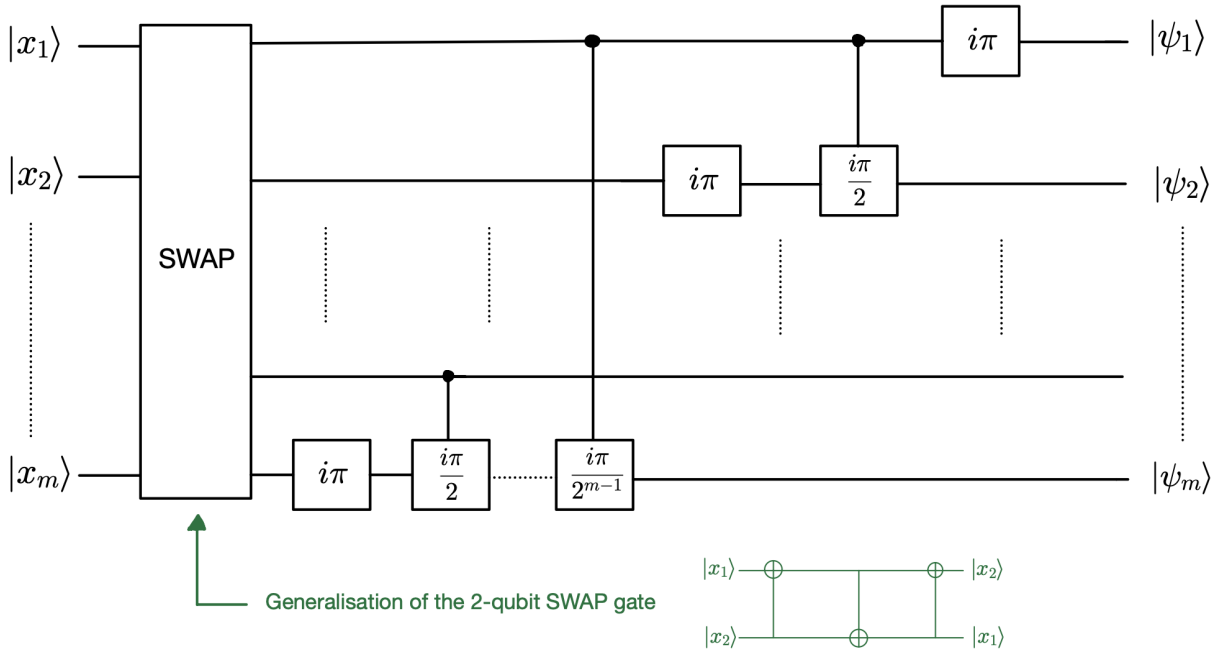 |x₁⟩ iπ |ψ₁⟩
|x₂⟩ iπ iπ/2 |ψ₂⟩
SWAP
|xₘ⟩ iπ iπ/2 iπ/2ᵐ⁻¹ |ψₘ⟩
Generalisation of the 2-qubit SWAP gate
|x₁⟩ |x₂⟩
|x₂⟩ |x₁⟩